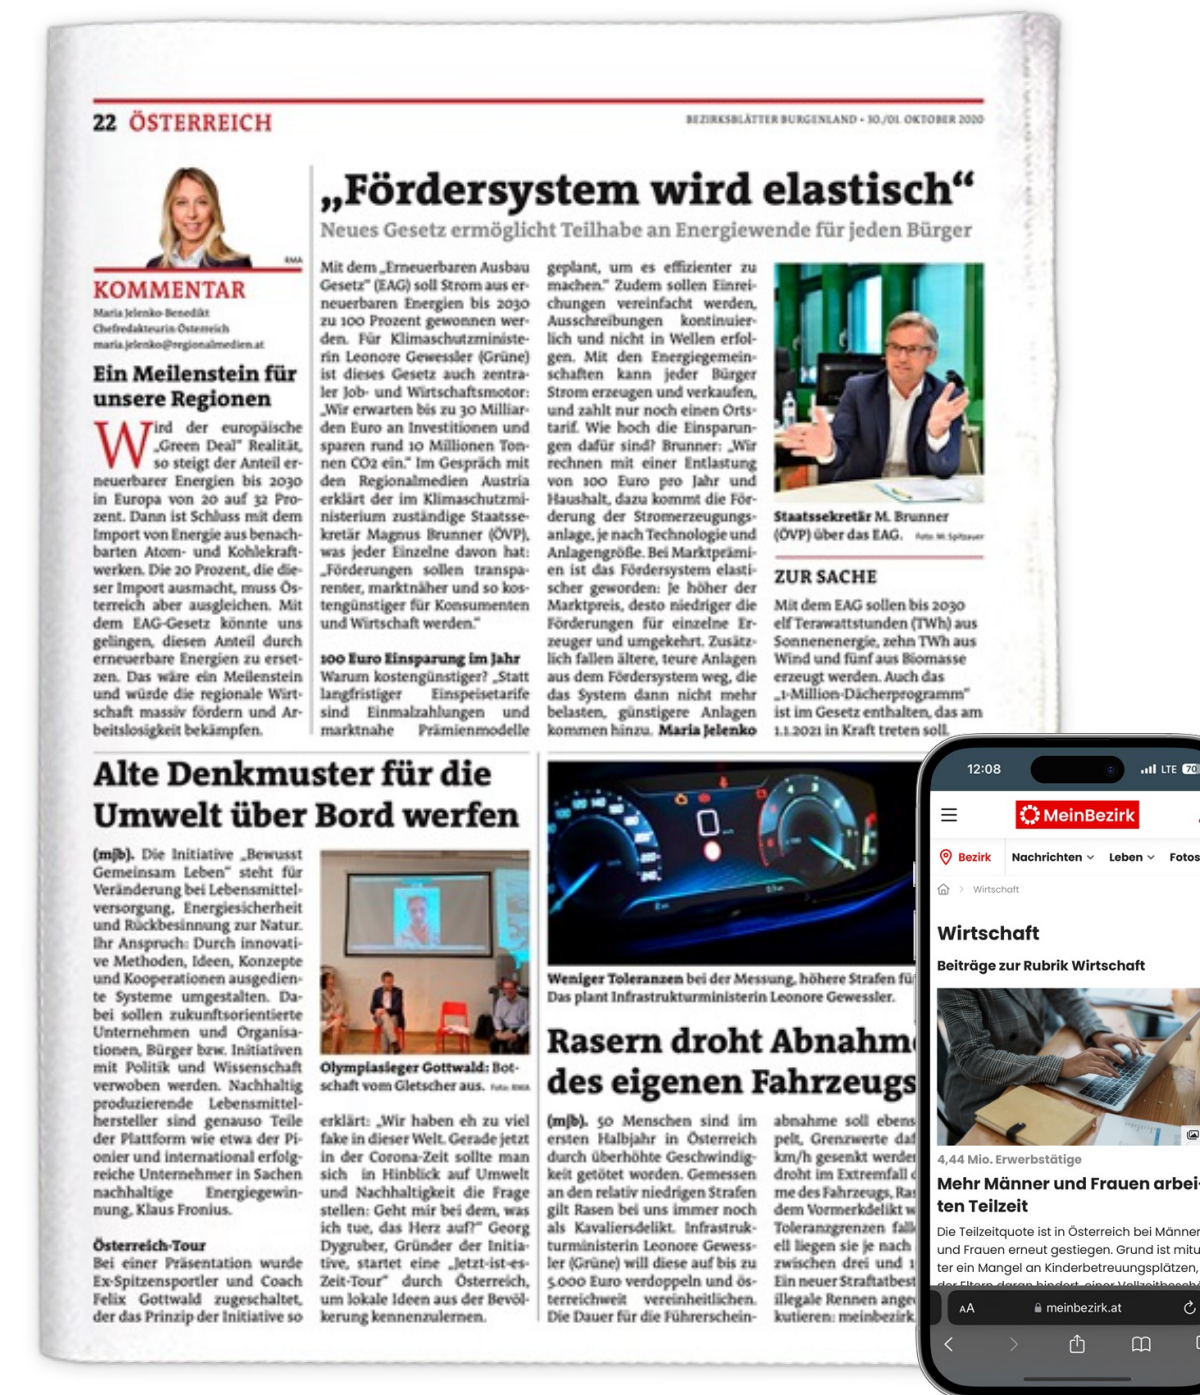 22 ÖSTERREICH
BEZIRKSBLÄTTER BURGENLAND • 30./01. OKTOBER 2020
RMA
KOMMENTAR
Maria Jelenko-Benedikt
Chefredakteurin Österreich
maria.jelenko@regionalmedien.at
Ein Meilenstein für
unsere Regionen
Wird der europäische
„Green Deal" Realität,
so steigt der Anteil er-
neuerbarer Energien bis 2030
in Europa von 20 auf 32 Pro-
zent. Dann ist Schluss mit dem
Import von Energie aus benach-
barten Atom- und Kohlekraft-
werken. Die 20 Prozent, die die-
ser Import ausmacht, muss Ös-
terreich aber ausgleichen. Mit
dem EAG-Gesetz könnte uns
gelingen, diesen Anteil durch
erneuerbare Energien zu erset-
zen. Das wäre ein Meilenstein
und würde die regionale Wirt-
schaft massiv fördern und Ar-
beitslosigkeit bekämpfen.
„Fördersystem wird elastisch“
Neues Gesetz ermöglicht Teilhabe an Energiewende für jeden Bürger
Mit dem „Erneuerbaren Ausbau
Gesetz" (EAG) soll Strom aus er-
neuerbaren Energien bis 2030
zu 100 Prozent gewonnen wer-
den. Für Klimaschutzministe-
rin Leonore Gewessler (Grüne)
ist dieses Gesetz auch zentra-
ler Job- und Wirtschaftsmotor:
„Wir erwarten bis zu 30 Milliar-
den Euro an Investitionen und
sparen rund 10 Millionen Ton-
nen CO2 ein." Im Gespräch mit
den Regionalmedien Austria
erklärt der im Klimaschutzmi-
nisterium zuständige Staatsse-
kretär Magnus Brunner (ÖVP),
was jeder Einzelne davon hat:
„Förderungen sollen transpa-
renter, marktnäher und so kos-
tengünstiger für Konsumenten
und Wirtschaft werden."
100 Euro Einsparung im Jahr
Warum kostengünstiger? „Statt
langfristiger Einspeisetarife
sind Einmalzahlungen und
marktnahe Prämienmodelle
geplant, um es effizienter zu
machen." Zudem sollen Einrei-
chungen vereinfacht werden,
Ausschreibungen kontinuier-
lich und nicht in Wellen erfol-
gen. Mit den Energiegemein-
schaften kann jeder Bürger
Strom erzeugen und verkaufen,
und zahlt nur noch einen Orts-
tarif. Wie hoch die Einsparun-
gen dafür sind? Brunner: „Wir
rechnen mit einer Entlastung
von 100 Euro pro Jahr und
Haushalt, dazu kommt die För-
derung der Stromerzeugungs-
anlage, je nach Technologie und
Anlagengröße. Bei Marktprämi-
en ist das Fördersystem elasti-
scher geworden: Je höher der
Marktpreis, desto niedriger die
Förderungen für einzelne Er-
zeuger und umgekehrt. Zusätz-
lich fallen ältere, teure Anlagen
aus dem Fördersystem weg, die
das System dann nicht mehr
belasten, günstigere Anlagen
kommen hinzu. Maria Jelenko
Staatssekretär M. Brunner
(ÖVP) über das EAG. Foto: M. Spitzauer
ZUR SACHE
Mit dem EAG sollen bis 2030
elf Terawattstunden (TWh) aus
Sonnenenergie, zehn TWh aus
Wind und fünf aus Biomasse
erzeugt werden. Auch das
„1-Million-Dächerprogramm"
ist im Gesetz enthalten, das am
1.1.2021 in Kraft treten soll.
Alte Denkmuster für die
Umwelt über Bord werfen
(mjb). Die Initiative „Bewusst
Gemeinsam Leben" steht für
Veränderung bei Lebensmittel-
versorgung, Energiesicherheit
und Rückbesinnung zur Natur.
Ihr Anspruch: Durch innovati-
ve Methoden, Ideen, Konzepte
und Kooperationen ausgedien-
te Systeme umgestalten. Da-
bei sollen zukunftsorientierte
Unternehmen und Organisa-
tionen, Bürger bzw. Initiativen
mit Politik und Wissenschaft
verwoben werden. Nachhaltig
produzierende Lebensmittel-
hersteller sind genauso Teile
der Plattform wie etwa der Pi-
onier und international erfolg-
reiche Unternehmer in Sachen
nachhaltige Energiegewin-
nung, Klaus Fronius.
Österreich-Tour
Bei einer Präsentation wurde
Ex-Spitzensportler und Coach
Felix Gottwald zugeschaltet,
der das Prinzip der Initiative so
Olympiasieger Gottwald: Bot-
schaft vom Gletscher aus. Foto: RMA
erklärt: „Wir haben eh zu viel
fake in dieser Welt. Gerade jetzt
in der Corona-Zeit sollte man
sich in Hinblick auf Umwelt
und Nachhaltigkeit die Frage
stellen: Geht mir bei dem, was
ich tue, das Herz auf?" Georg
Dygruber, Gründer der Initia-
tive, startet eine „Jetzt-ist-es-
Zeit-Tour" durch Österreich,
um lokale Ideen aus der Bevöl-
kerung kennenzulernen.
Weniger Toleranzen bei der Messung, höhere Strafen fü
Das plant Infrastrukturministerin Leonore Gewessler.
Rasern droht Abnahm
des eigenen Fahrzeugs
(mjb). 50 Menschen sind im
ersten Halbjahr in Österreich
durch überhöhte Geschwindig-
keit getötet worden. Gemessen
an den relativ niedrigen Strafen
gilt Rasen bei uns immer noch
als Kavaliersdelikt. Infrastruk-
turministerin Leonore Gewess-
ler (Grüne) will diese auf bis zu
5.000 Euro verdoppeln und ös-
terreichweit vereinheitlichen.
Die Dauer für die Führerschein-
abnahme soll ebens
pelt, Grenzwerte daf
km/h gesenkt werde
droht im Extremfall
me des Fahrzeugs, Ras
dem Vormerkdelikt w
Toleranzgrenzen fall
ell liegen sie je nach
zwischen drei und
Ein neuer Straftatbest
illegale Rennen ange
kutieren: meinbezirk.
12:08
LTE 70
MeinBezirk
Bezirk Nachrichten Leben Fotos
Wirtschaft
Wirtschaft
Beiträge zur Rubrik Wirtschaft
4,44 Mio. Erwerbstätige
Mehr Männer und Frauen arbei-
ten Teilzeit
Die Teilzeitquote ist in Österreich bei Männer
und Frauen erneut gestiegen. Grund ist mitu
ter ein Mangel an Kinderbetreuungsplätzen,
der Eltern daran hindert, einer Vollzeitbesch
AA meinbezirk.at